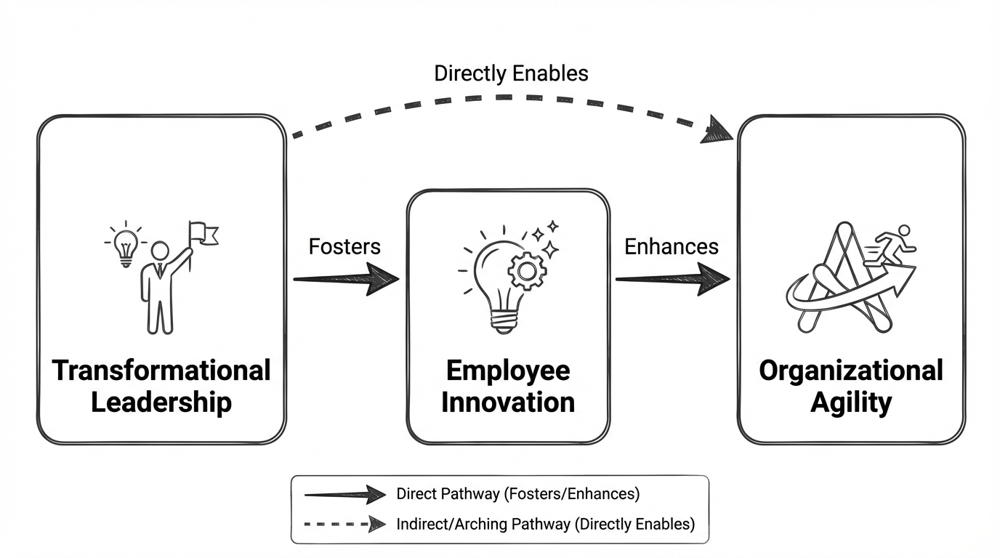 Directly Enables
Fosters
Enhances
Transformational
Leadership
Employee
Innovation
Organizational
Agility
Direct Pathway (Fosters/Enhances)
Indirect/Arching Pathway (Directly Enables)